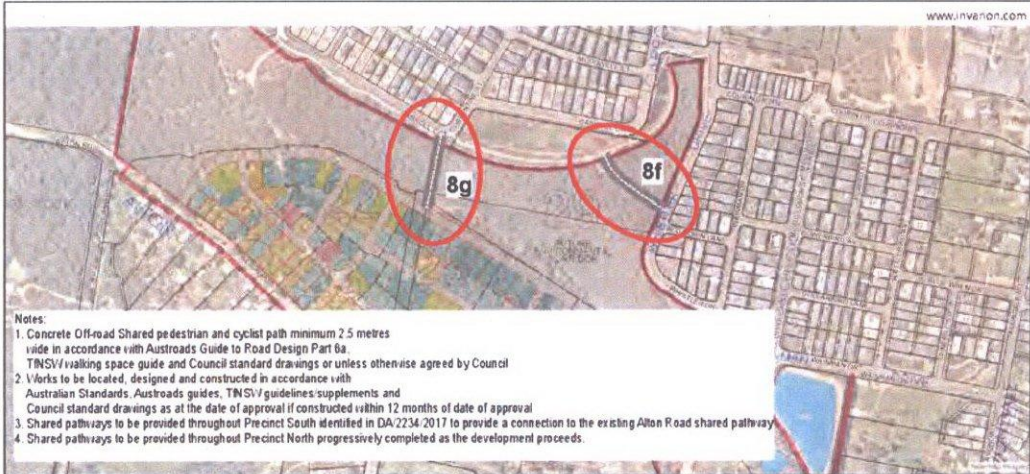 www.invarion.com
8g
8f
Notes:
1. Concrete Off-road Shared pedestrian and cyclist path minimum 2.5 metres
wide in accordance with Austroads Guide to Road Design Part 6a.
TfNSW walking space guide and Council standard drawings or unless otherwise agreed by Council
2. Works to be located, designed and constructed in accordance with
Australian Standards, Austroads guides, TfNSW guidelines/supplements and
Council standard drawings as at the date of approval if constructed within 12 months of date of approval
3. Shared pathways to be provided throughout Precinct South identified in DA/2234/2017 to provide a connection to the existing Alton Road shared pathway
4. Shared pathways to be provided throughout Precinct North progressively completed as the development proceeds.